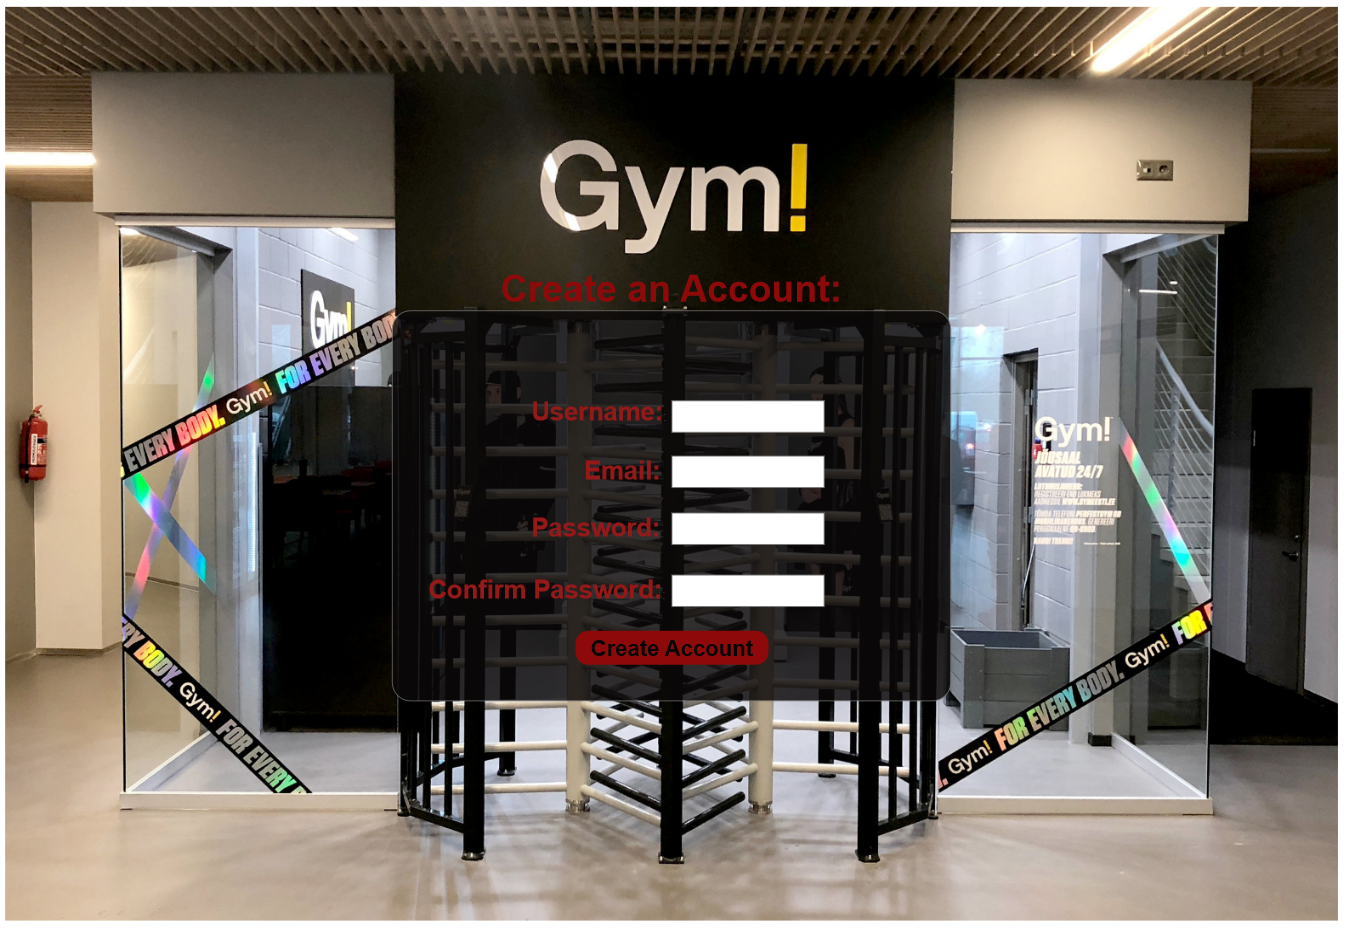 Gym!
Create an Account:
Gym!
EVERY BODY. Gym! FOR EVERY BOD
Username:
Email:
Password:
Confirm Password:
Create Account
Gym!
JÕUSAAL
AVATUD 24/7
RY BODY. Gym! FOR EVERY
Gym! FOR EVERY BODY. Gym! FOR